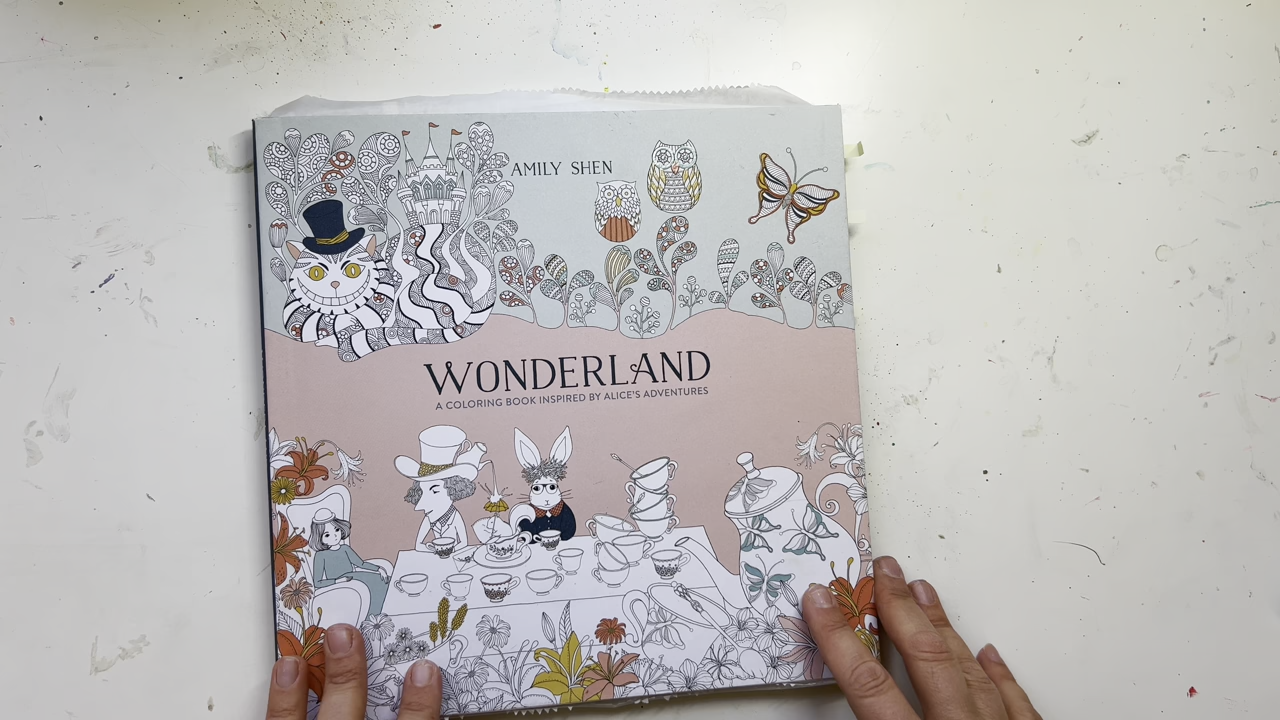 AMILY SHEN
WONDERLAND
A COLORING BOOK INSPIRED BY ALICE'S ADVENTURES